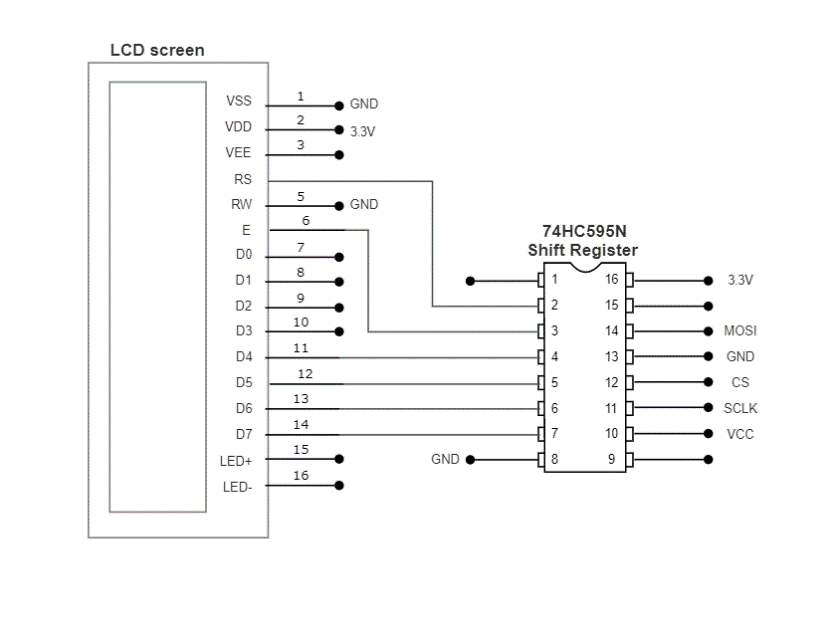 LCD screen
VSS 1 GND
VDD 2 3.3V
VEE 3
RS
RW 5 GND
E 6
D0 7
D1 8
D2 9
D3 10
D4 11
D5 12
D6 13
D7 14
LED+ 15
LED- 16
74HC595N
Shift Register
1 16 3.3V
2 15
3 14 MOSI
4 13 GND
5 12 CS
6 11 SCLK
7 10 VCC
GND 8 9